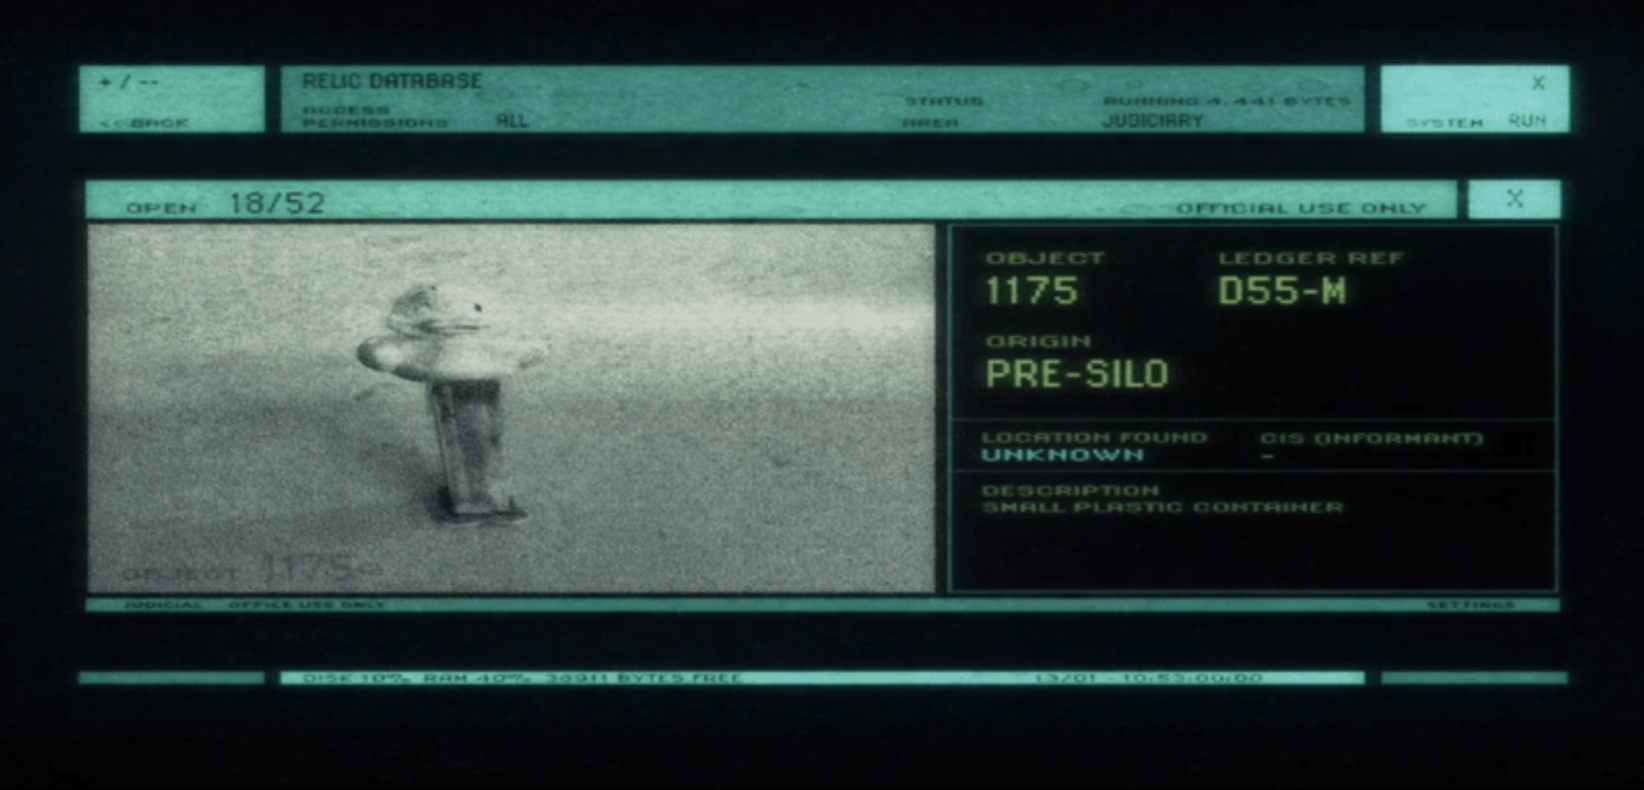 + / --
<<BACK
RELIC DATABASE
ACCESS
PERMISSIONS ALL
STATUS RUNNING 4.441 BYTES
AREA JUDICIARY
X
SYSTEM RUN
OPEN 18/52
OFFICIAL USE ONLY
X
OBJECT LEDGER REF
1175 D55-M
ORIGIN
PRE-SILO
LOCATION FOUND CIS (INFORMANT)
UNKNOWN -
DESCRIPTION
SMALL PLASTIC CONTAINER
OBJECT 1175
JUDICIAL OFFICE USE ONLY
SETTINGS
DISK 10% RAM 40% BYTES FREE